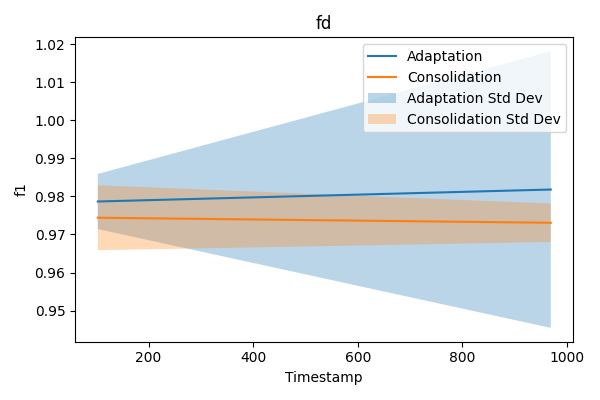 fd
1.02
1.01
1.00
0.99
0.98
0.97
0.96
0.95
f1
Adaptation
Consolidation
Adaptation Std Dev
Consolidation Std Dev
200
400
600
800
1000
Timestamp